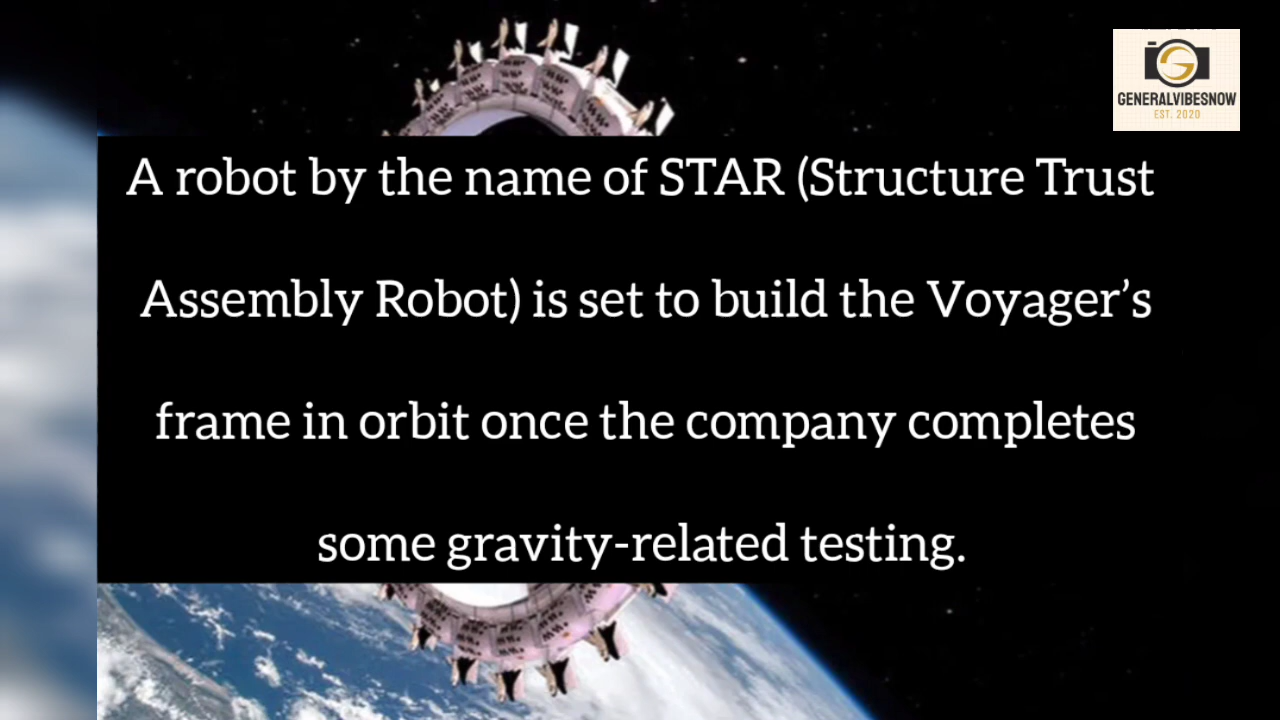 GENERALVIBESNOW
EST. 2020
A robot by the name of STAR (Structure Trust
Assembly Robot) is set to build the Voyager’s
frame in orbit once the company completes
some gravity-related testing.